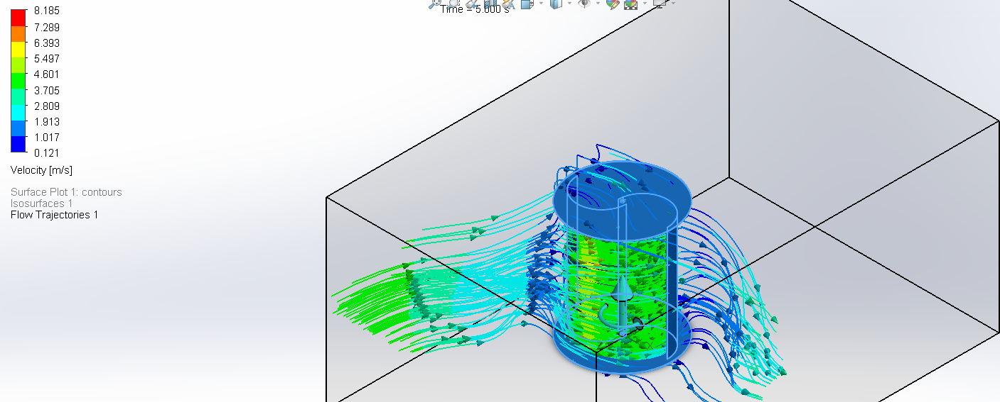 8.185
7.289
6.393
5.497
4.601
3.705
2.809
1.913
1.017
0.121
Velocity [m/s]
Surface Plot 1: contours
Isosurfaces 1
Flow Trajectories 1
Time = 5.000 s